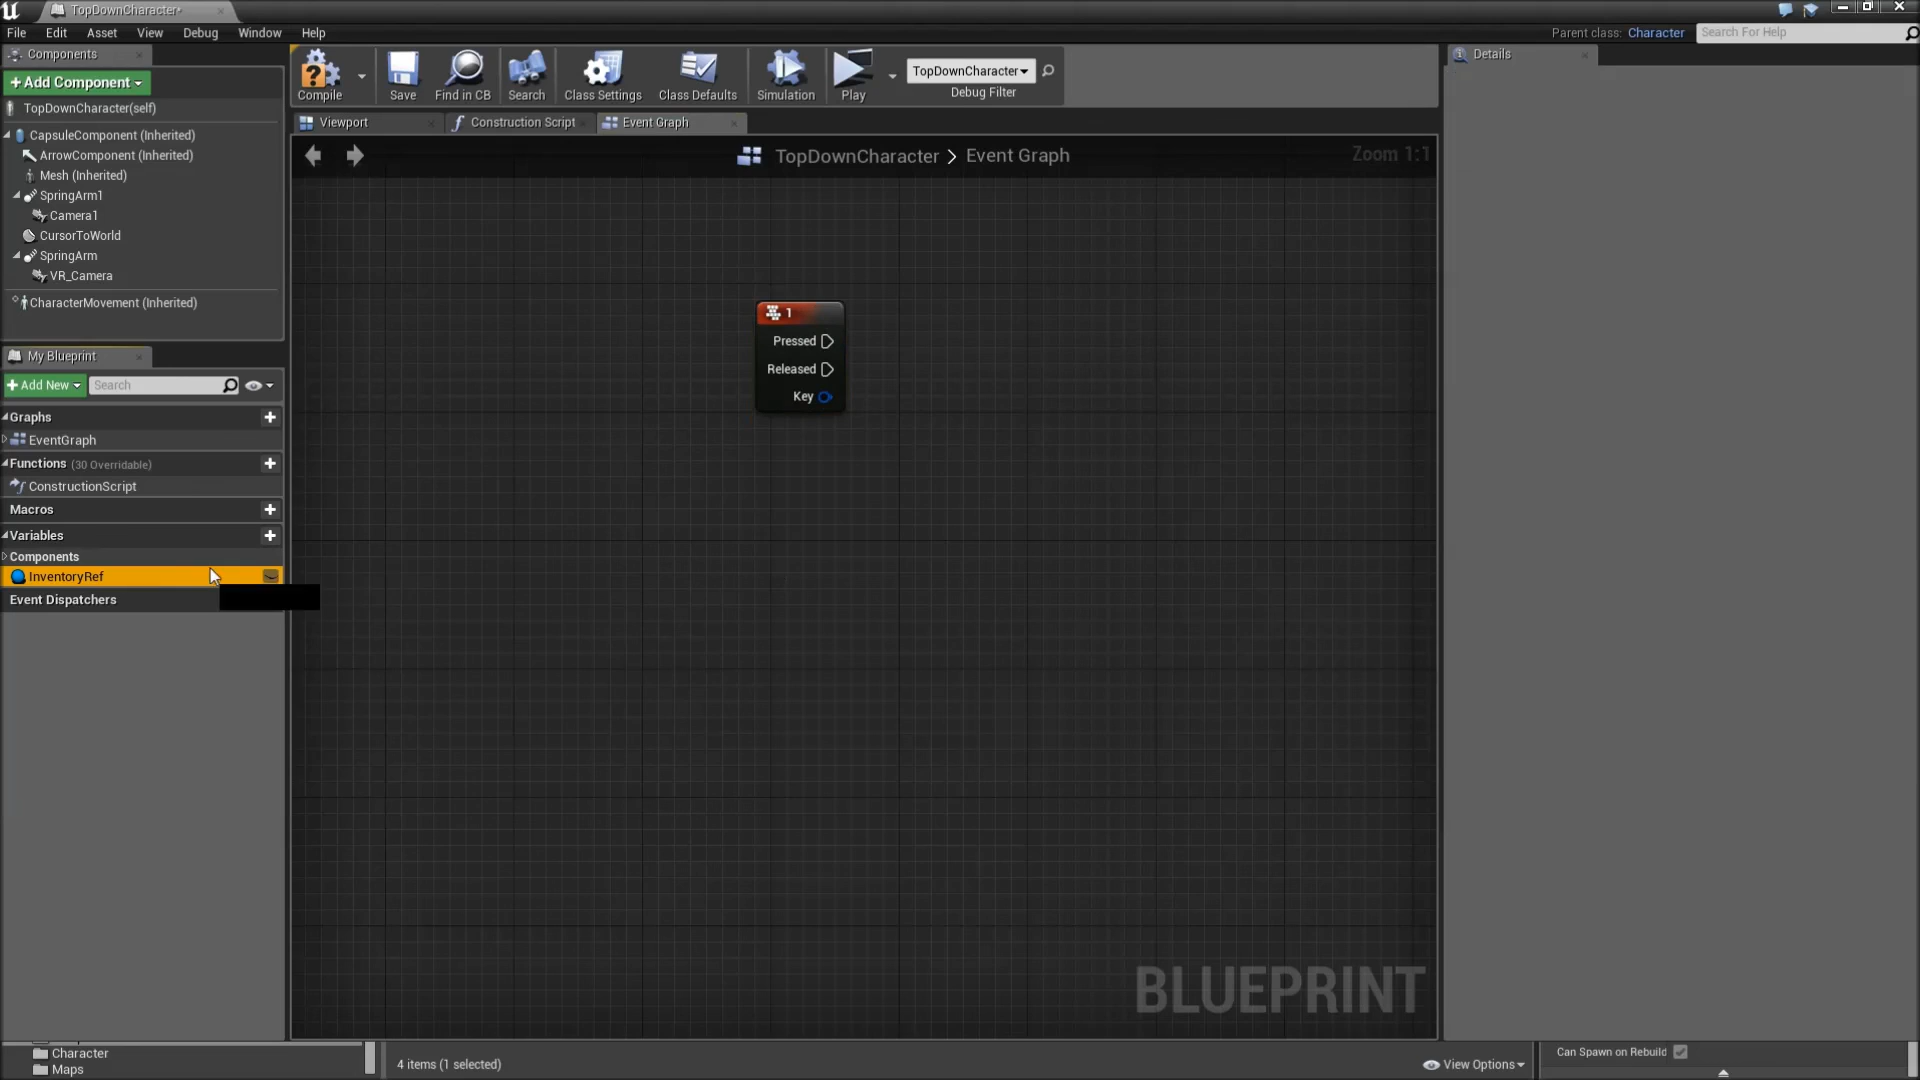 TopDownCharacter*
File Edit Asset View Debug Window Help
Parent class: Character
Search For Help
Components
+ Add Component
TopDownCharacter(self)
CapsuleComponent (Inherited)
ArrowComponent (Inherited)
Mesh (Inherited)
SpringArm1
Camera1
CursorToWorld
SpringArm
VR_Camera
CharacterMovement (Inherited)
My Blueprint
+ Add New
Search
Graphs
EventGraph
Functions (30 Overridable)
ConstructionScript
Macros
Variables
Components
InventoryRef
Event Dispatchers
Compile
Save
Find in CB
Search
Class Settings
Class Defaults
Simulation
Play
TopDownCharacter
Debug Filter
Viewport
Construction Script
Event Graph
TopDownCharacter > Event Graph
Zoom 1:1
1
Pressed
Released
Key
BLUEPRINT
Details
Character
Maps
4 items (1 selected)
View Options
Can Spawn on Rebuild